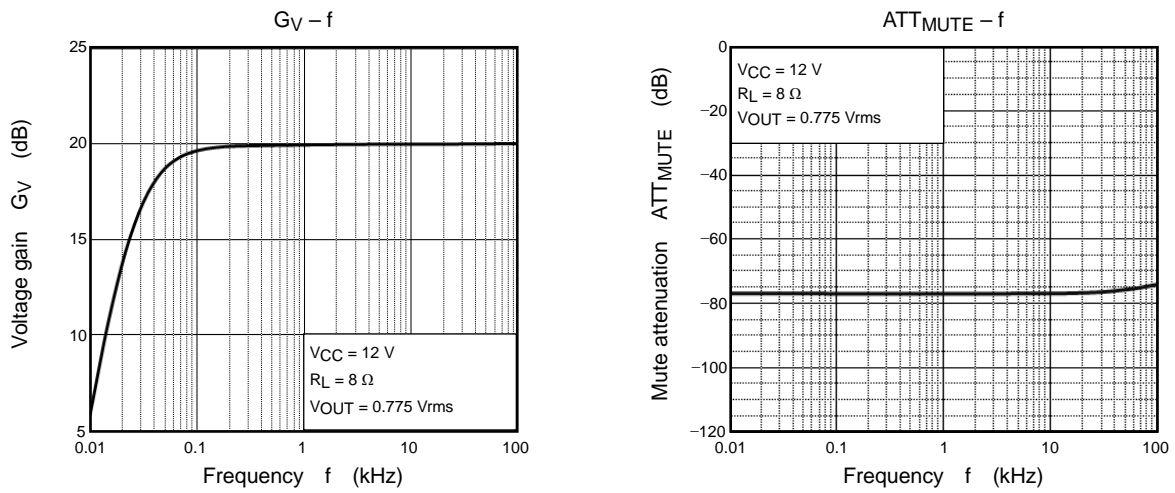 GV – f
Voltage gain GV (dB)
25
20
15
10
5
VCC = 12 V
RL = 8 Ω
VOUT = 0.775 Vrms
0.01 0.1 1 10 100
Frequency f (kHz)
ATTMUTE – f
Mute attenuation ATTMUTE (dB)
0
−20
−40
−60
−80
−100
−120
VCC = 12 V
RL = 8 Ω
VOUT = 0.775 Vrms
0.01 0.1 1 10 100
Frequency f (kHz)